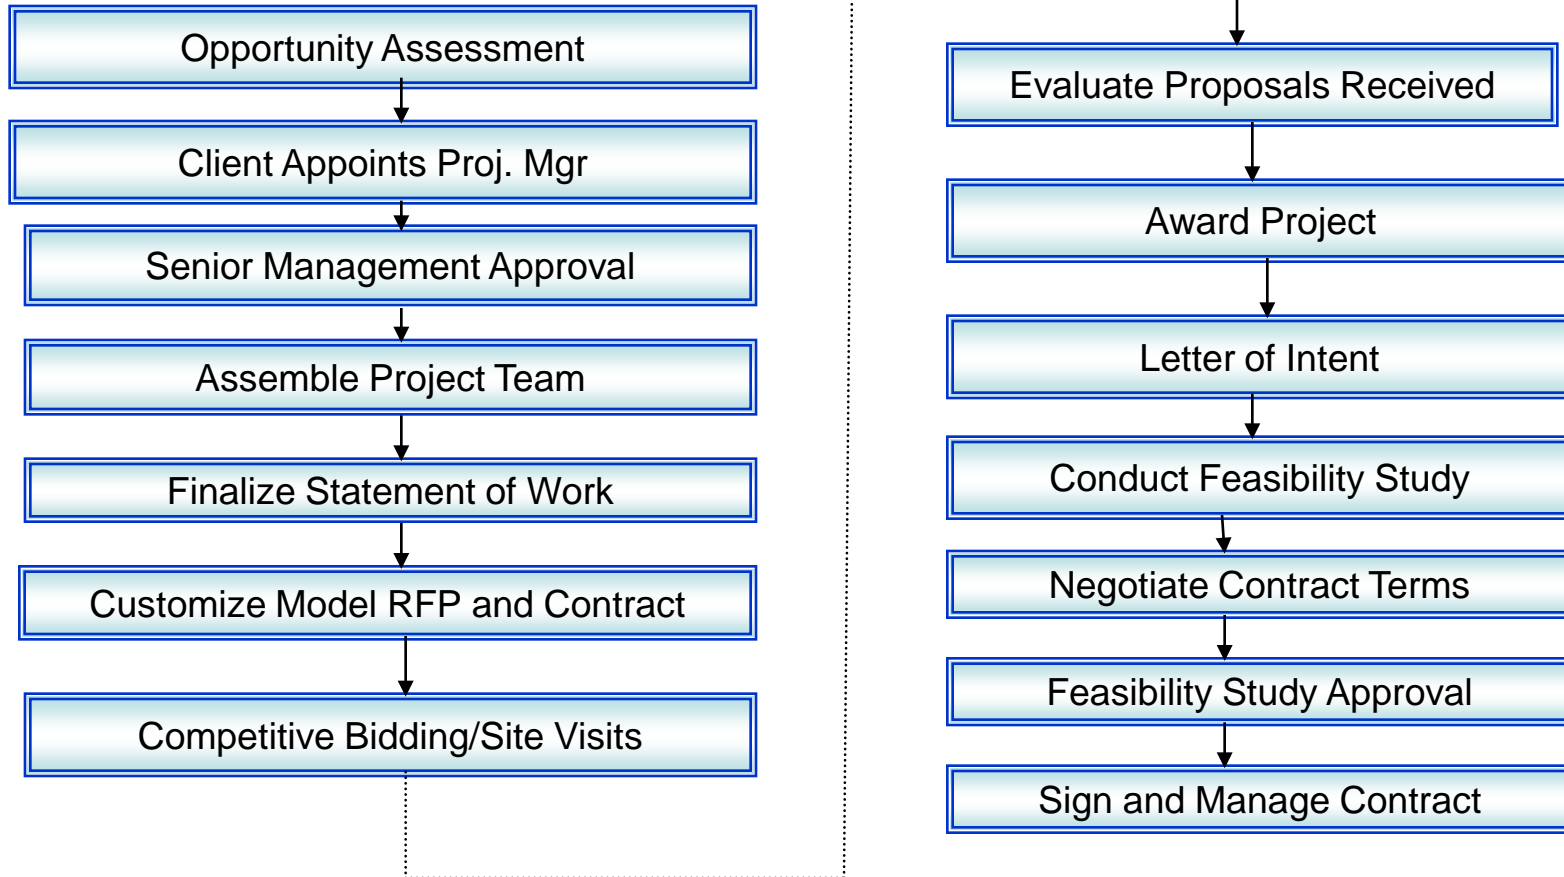 Opportunity Assessment
Client Appoints Proj. Mgr
Senior Management Approval
Assemble Project Team
Finalize Statement of Work
Customize Model RFP and Contract
Competitive Bidding/Site Visits
Evaluate Proposals Received
Award Project
Letter of Intent
Conduct Feasibility Study
Negotiate Contract Terms
Feasibility Study Approval
Sign and Manage Contract